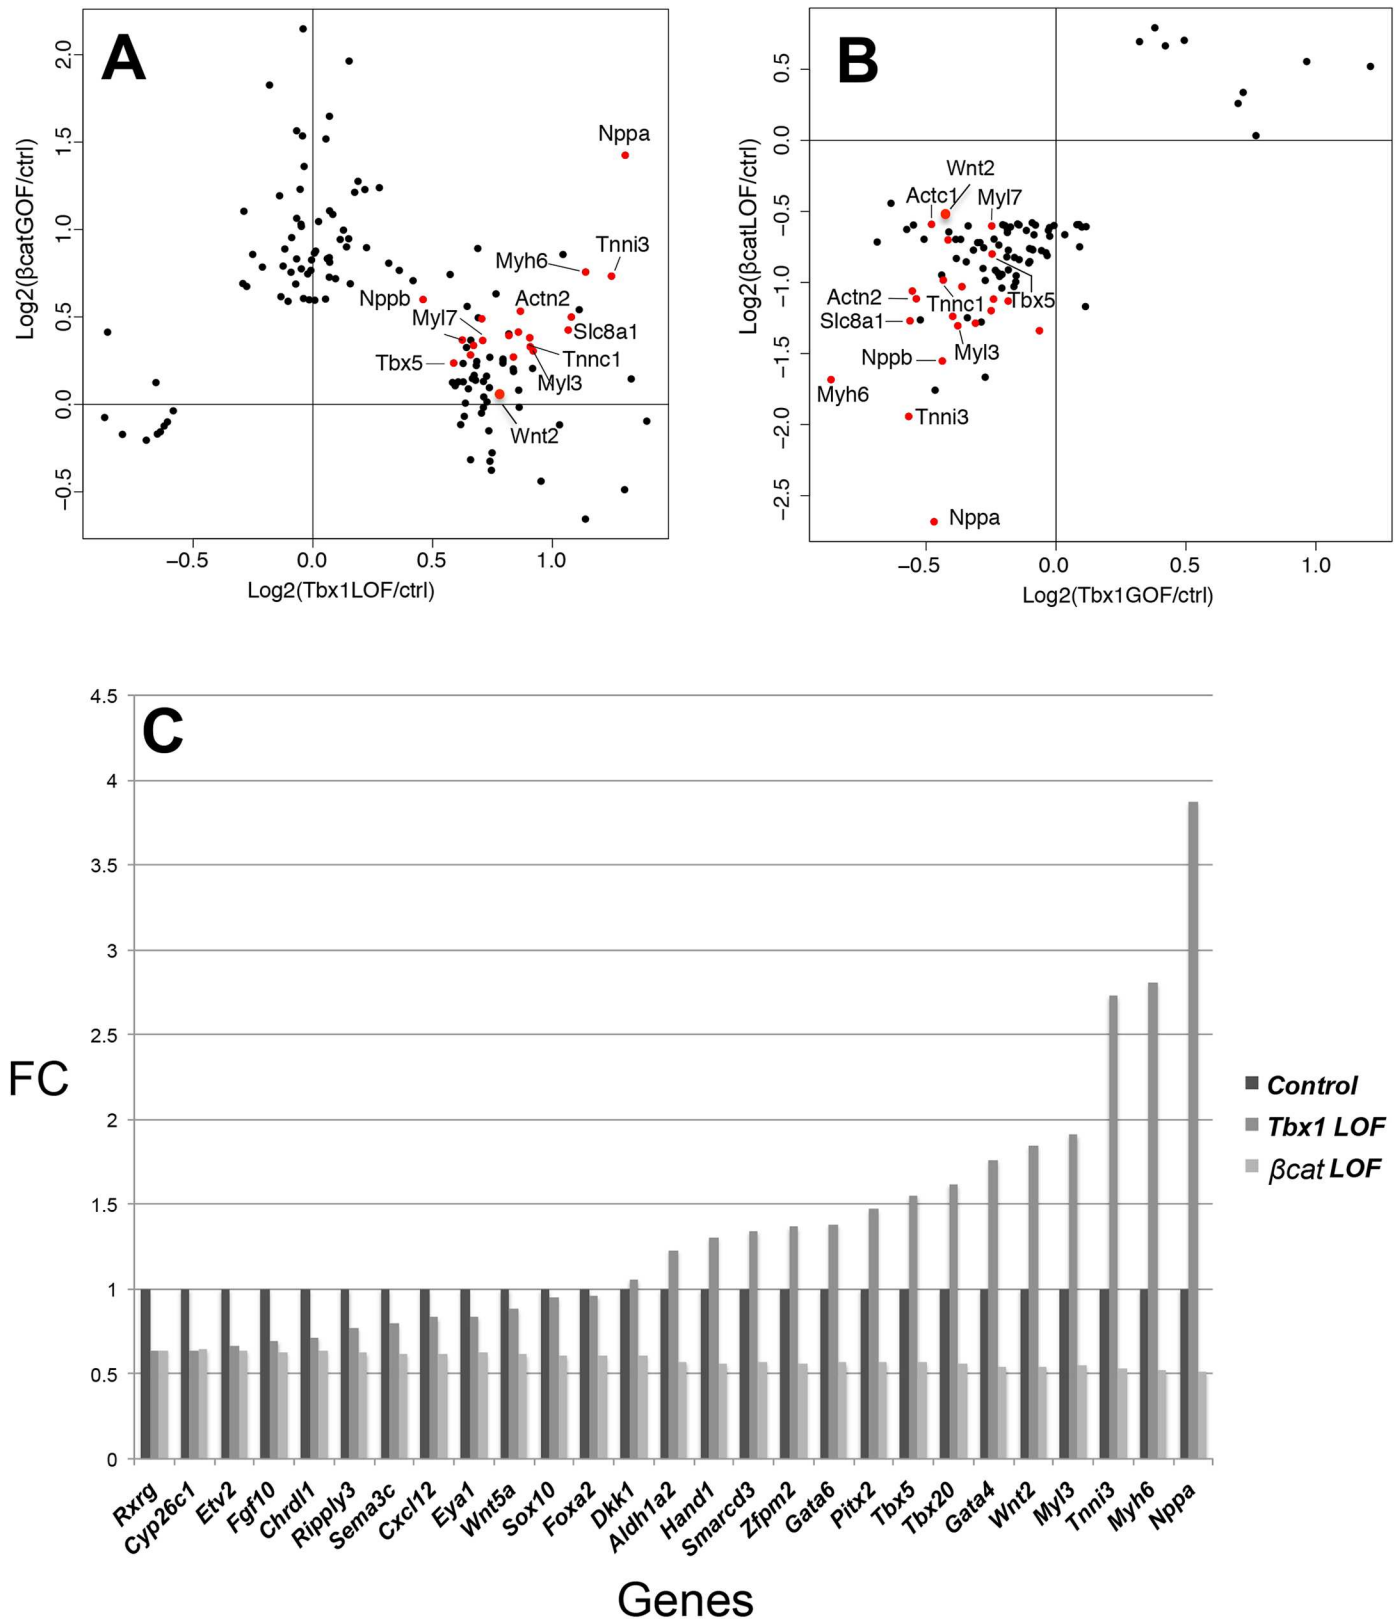 A
Log2(βcatGOF/ctrl)
2.0
1.5
1.0
0.5
0.0
−0.5
Nppa
Tnni3
Myh6
Nppb
Actn2
Myl7
Slc8a1
Tbx5
Tnnc1
Myl3
Wnt2
−0.5
0.0
0.5
1.0
Log2(Tbx1LOF/ctrl)
B
Log2(βcatLOF/ctrl)
0.5
0.0
−0.5
−1.0
−1.5
−2.0
−2.5
Wnt2
Actc1
Myl7
Actn2
Tnnc1
Tbx5
Slc8a1
Nppb
Myl3
Myh6
Tnni3
Nppa
−0.5
0.0
0.5
1.0
Log2(Tbx1GOF/ctrl)
C
FC
4.5
4
3.5
3
2.5
2
1.5
1
0.5
0
Control
Tbx1 LOF
βcat LOF
Rxrg
Cyp26c1
Etv2
Fgf10
Chrdl1
Ripply3
Sema3c
Cxcl12
Eya1
Wnt5a
Sox10
Foxa2
Dkk1
Aldh1a2
Hand1
Smarcd3
Zfpm2
Gata6
Pitx2
Tbx5
Tbx20
Gata4
Wnt2
Myl3
Tnni3
Myh6
Nppa
Genes